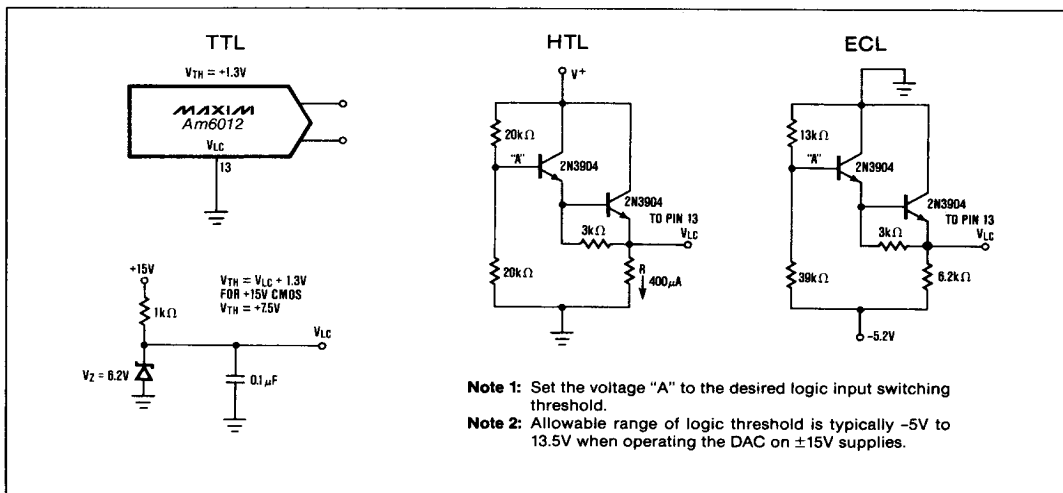 TTL
VTH = +1.3V
MAXIM
Am6012
VLC
13
+15V
1kΩ
VTH = VLC + 1.3V
FOR +15V CMOS
VTH = +7.5V
VLC
VZ = 6.2V
0.1µF
HTL
V+
20kΩ
"A"
2N3904
2N3904
TO PIN 13
VLC
3kΩ
20kΩ
R
400µA
ECL
13kΩ
"A"
2N3904
2N3904
TO PIN 13
VLC
3kΩ
39kΩ
6.2kΩ
–5.2V
Note 1: Set the voltage "A" to the desired logic input switching
threshold.
Note 2: Allowable range of logic threshold is typically –5V to
13.5V when operating the DAC on ±15V supplies.